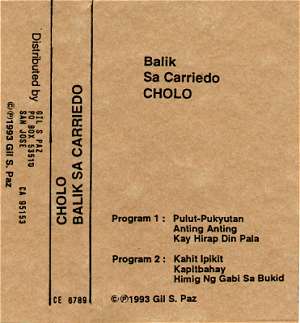 Balik
Sa Carriedo
CHOLO
Program 1 : Pulut-Pukyutan
Anting Anting
Kay Hirap Din Pala
Program 2 : Kahit Ipikit
Kapitbahay
Himig Ng Gabi Sa Bukid
©℗1993 Gil S. Paz
CHOLO
BALIK SA CARRIEDO
CE 8789
Distributed by
GIL S PAZ
PO BOX 53510
SAN JOSE CA 95153
©℗1993 Gil S. Paz